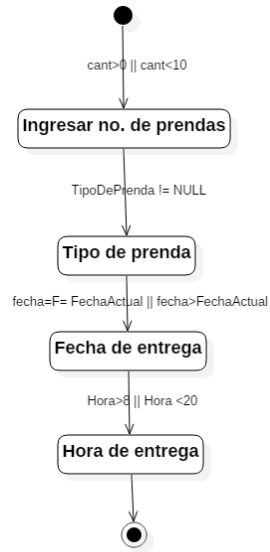 cant>0 || cant<10
Ingresar no. de prendas
TipoDePrenda != NULL
Tipo de prenda
fecha=F= FechaActual || fecha>FechaActual
Fecha de entrega
Hora>8 || Hora <20
Hora de entrega